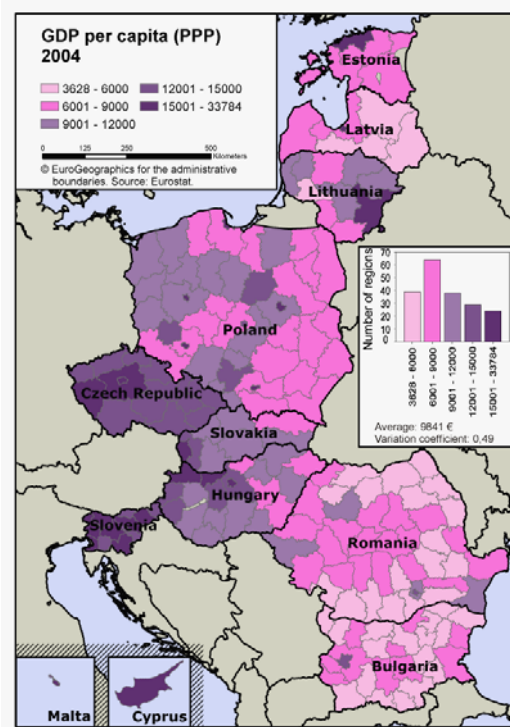 GDP per capita (PPP)
2004
3628 - 6000
6001 - 9000
9001 - 12000
12001 - 15000
15001 - 33784
0 125 250 500
Kilometers
© EuroGeographics for the administrative
boundaries. Source: Eurostat.
Estonia
Latvia
Lithuania
Poland
Czech Republic
Slovakia
Hungary
Slovenia
Romania
Bulgaria
Malta
Cyprus
Number of regions
70
60
50
40
30
20
10
0
3628 - 6000
6001 - 9000
9001 - 12000
12001 - 15000
15001 - 33784
Average: 9841 €
Variation coefficient: 0,49